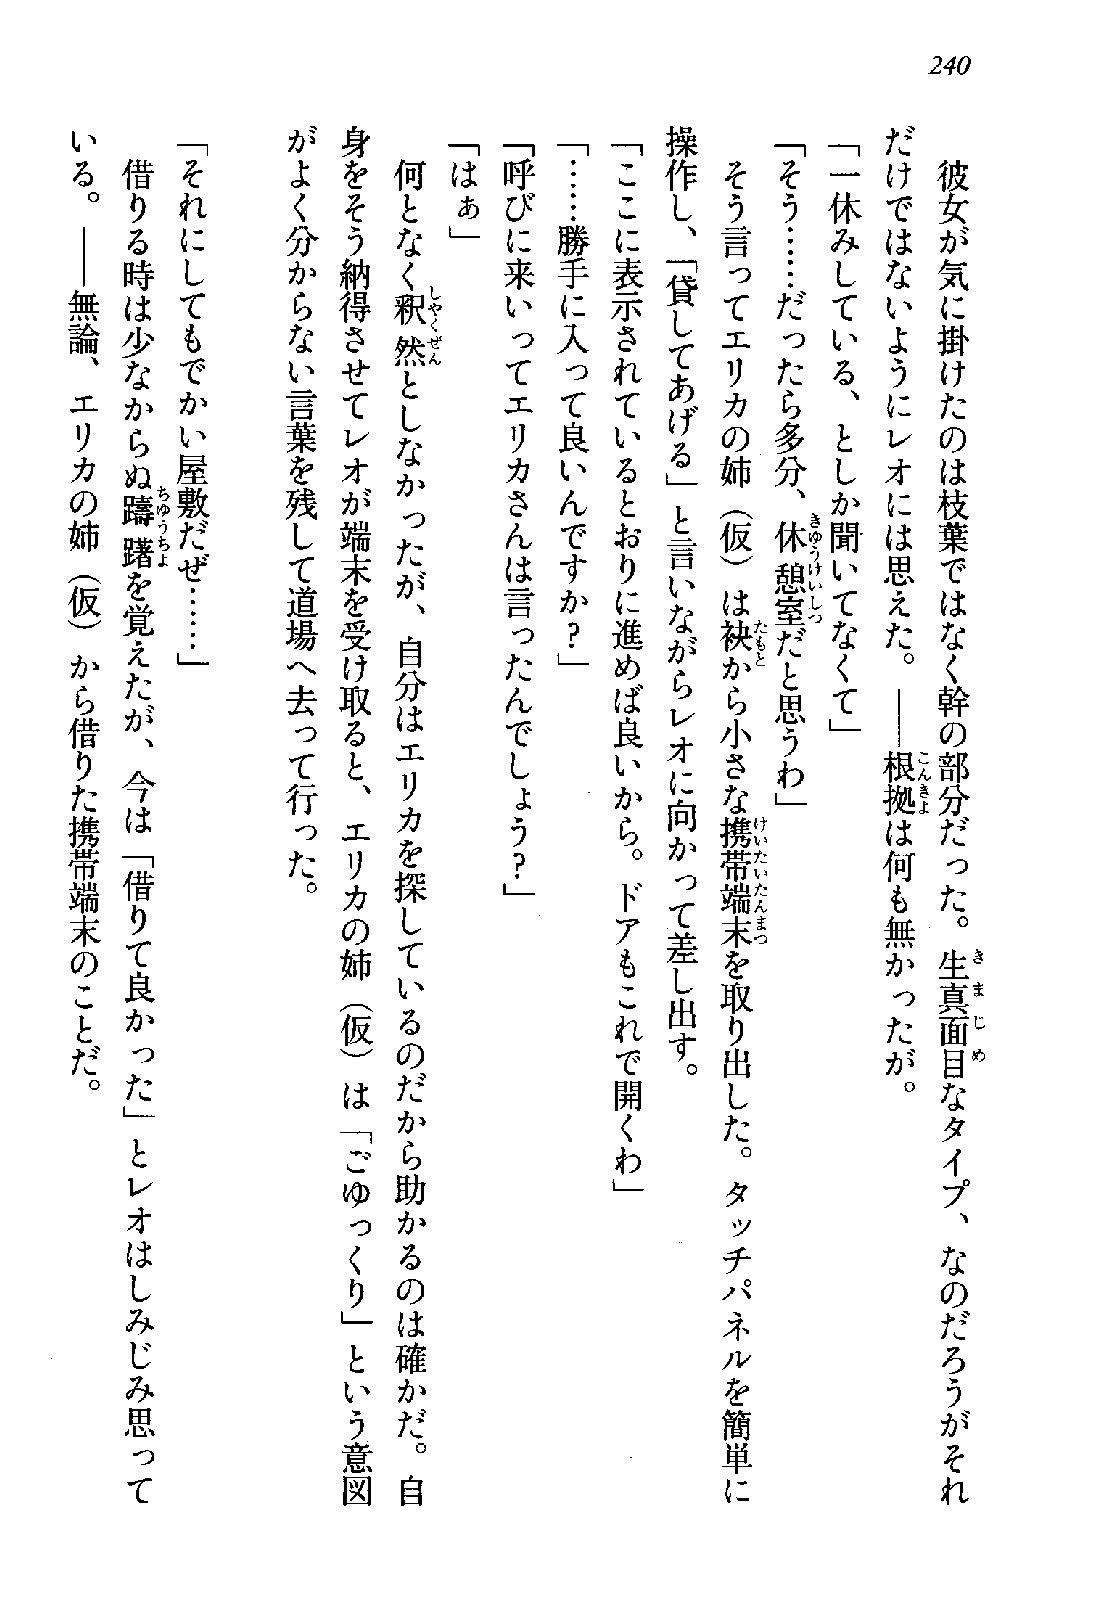 240
彼女が気に掛けたのは枝葉ではなく幹の部分だった。生真面目なタイプ、なのだろうがそれ
だけではないようにレオには思えた。――根拠は何も無かったが。
「一休みしている、としか聞いてなくて」
「そう……だったら多分、休憩室だと思うわ」
そう言ってエリカの姉（仮）は袂から小さな携帯端末を取り出した。タッチパネルを簡単に
操作し、「貸してあげる」と言いながらレオに向かって差し出す。
「ここに表示されているとおりに進めば良いから。ドアもこれで開くわ」
「……勝手に入って良いんですか？」
「呼びに来いってエリカさんは言ったんでしょう？」
「はぁ」
何となく釈然としなかったが、自分はエリカを探しているのだから助かるのは確かだ。自
身をそう納得させてレオが端末を受け取ると、エリカの姉（仮）は「ごゆっくり」という意図
がよく分からない言葉を残して道場へ去って行った。
「それにしてもでかい屋敷だぜ……」
借りる時は少なからぬ躊躇を覚えたが、今は「借りて良かった」とレオはしみじみ思って
いる。――無論、エリカの姉（仮）から借りた携帯端末のことだ。